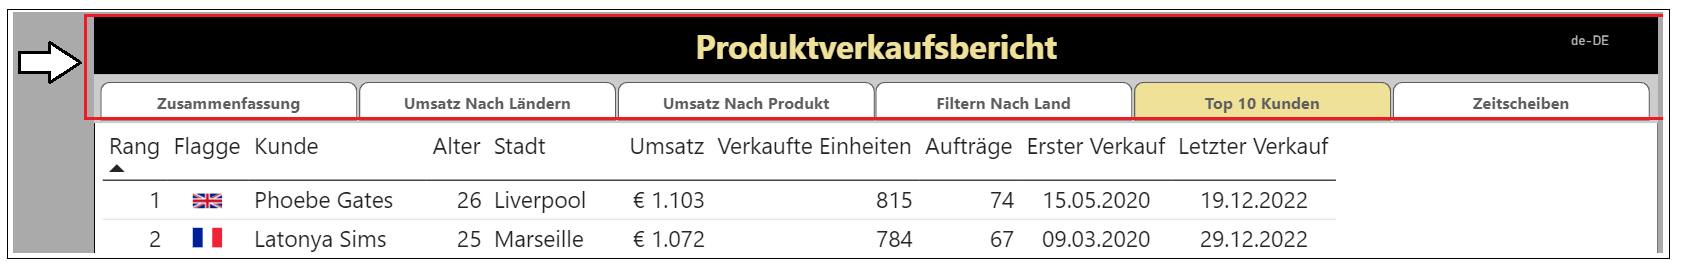 Produktverkaufsbericht
de-DE
Zusammenfassung Umsatz Nach Ländern Umsatz Nach Produkt Filtern Nach Land Top 10 Kunden Zeitscheiben
Rang Flagge Kunde Alter Stadt Umsatz Verkaufte Einheiten Aufträge Erster Verkauf Letzter Verkauf
1 Phoebe Gates 26 Liverpool € 1.103 815 74 15.05.2020 19.12.2022
2 Latonya Sims 25 Marseille € 1.072 784 67 09.03.2020 29.12.2022